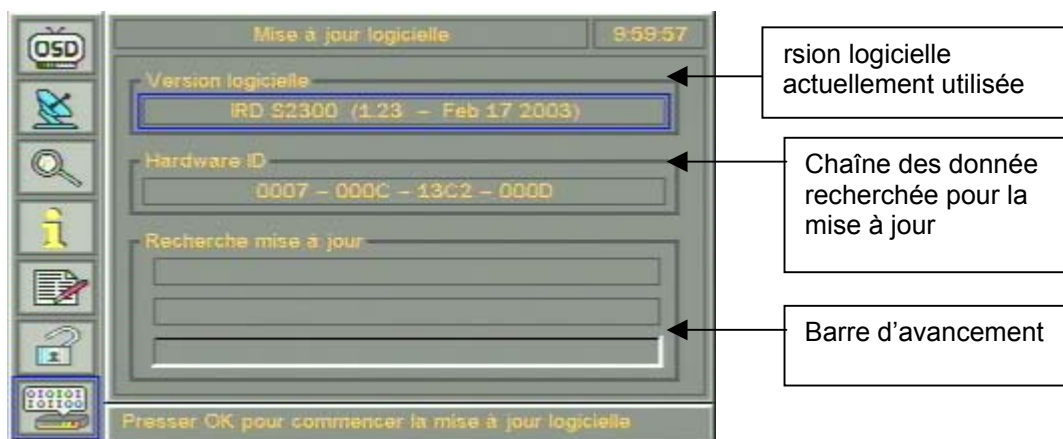 OSD
Mise à jour logicielle 9:59:57
Version logicielle
IRD S2300 (1.23 – Feb 17 2003)
Hardware ID
0007 – 000C – 13C2 – 000D
Recherche mise à jour
010101
101100
Presser OK pour commencer la mise à jour logicielle
rsion logicielle
actuellement utilisée
Chaîne des donnée
recherchée pour la
mise à jour
Barre d’avancement